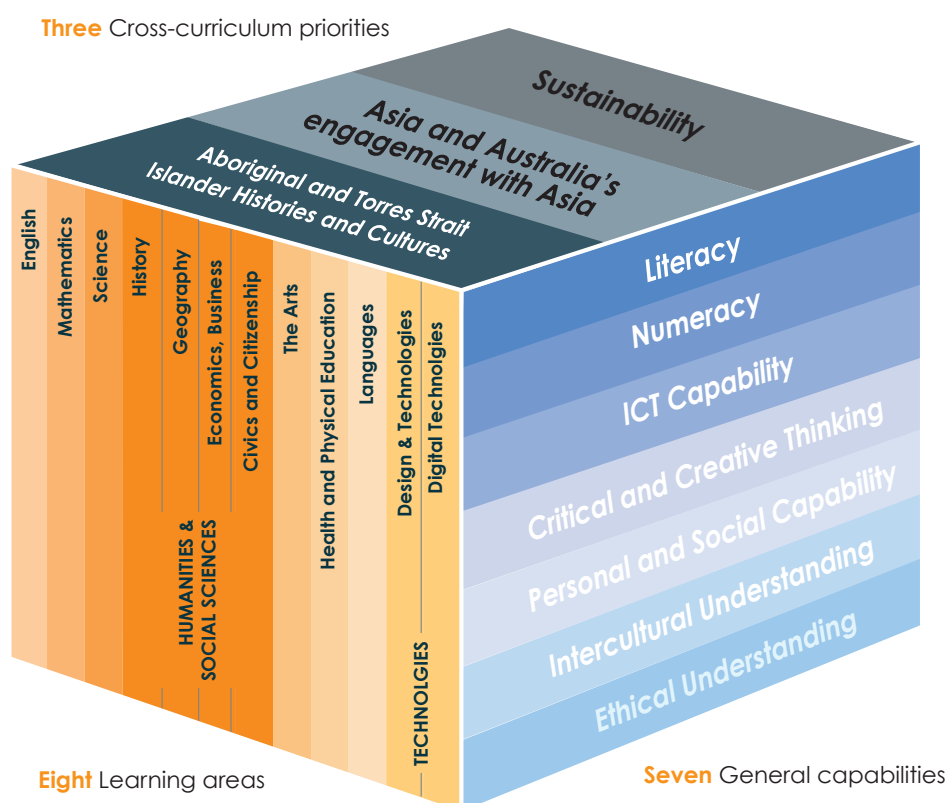 Three Cross-curriculum priorities
Sustainability
Asia and Australia's
engagement with Asia
Aboriginal and Torres Strait
Islander Histories and Cultures
English
Mathematics
Science
History
Geography
Economics, Business
Civics and Citizenship
HUMANITIES &
SOCIAL SCIENCES
The Arts
Health and Physical Education
Languages
Design & Technologies
Digital Technolgies
TECHNOLGIES
Literacy
Numeracy
ICT Capability
Critical and Creative Thinking
Personal and Social Capability
Intercultural Understanding
Ethical Understanding
Eight Learning areas
Seven General capabilities